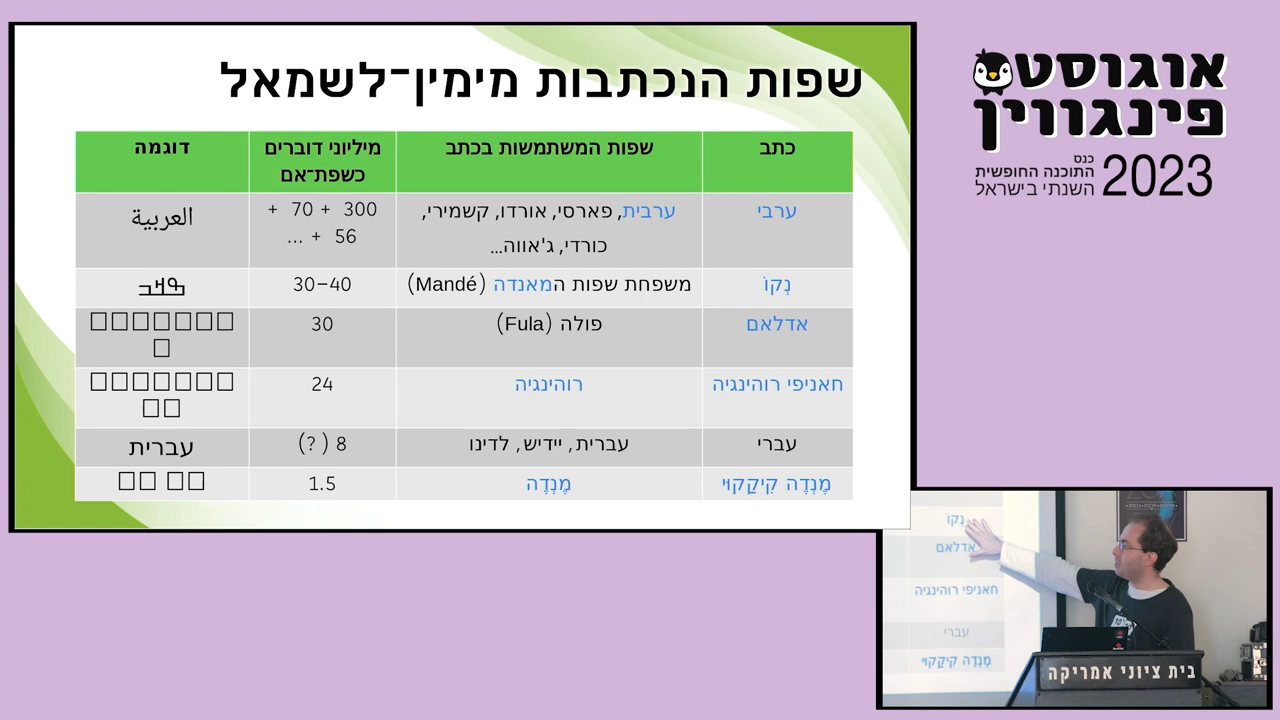 שפות הנכתבות מימין־לשמאל
כתב שפות המשתמשות בכתב מיליוני דוברים כשפת־אם דוגמה
ערבי ערבית, פארסי, אורדו, קשמירי, כורדי, ג'אווה... 300 + 70 + 56 + ... العربية
נְקוֹ משפחת שפות המאנדה (Mandé) 30–40
אדלאם פולה (Fula) 30
חאניפי רוהינגיה רוהינגיה 24
עברי עברית, יידיש, לדינו 8 (?) עברית
מֶנְדֶה קִיקָקוּי מֶנְדֶה 1.5
אוגוסט
פינגווין
כנס
התוכנה החופשית
השנתי בישראל
2023
נְקוֹ
אדלאם
חאניפי רוהינגיה
עברי
מֶנְדֶה קִיקָקוּי
בית ציוני אמריקה